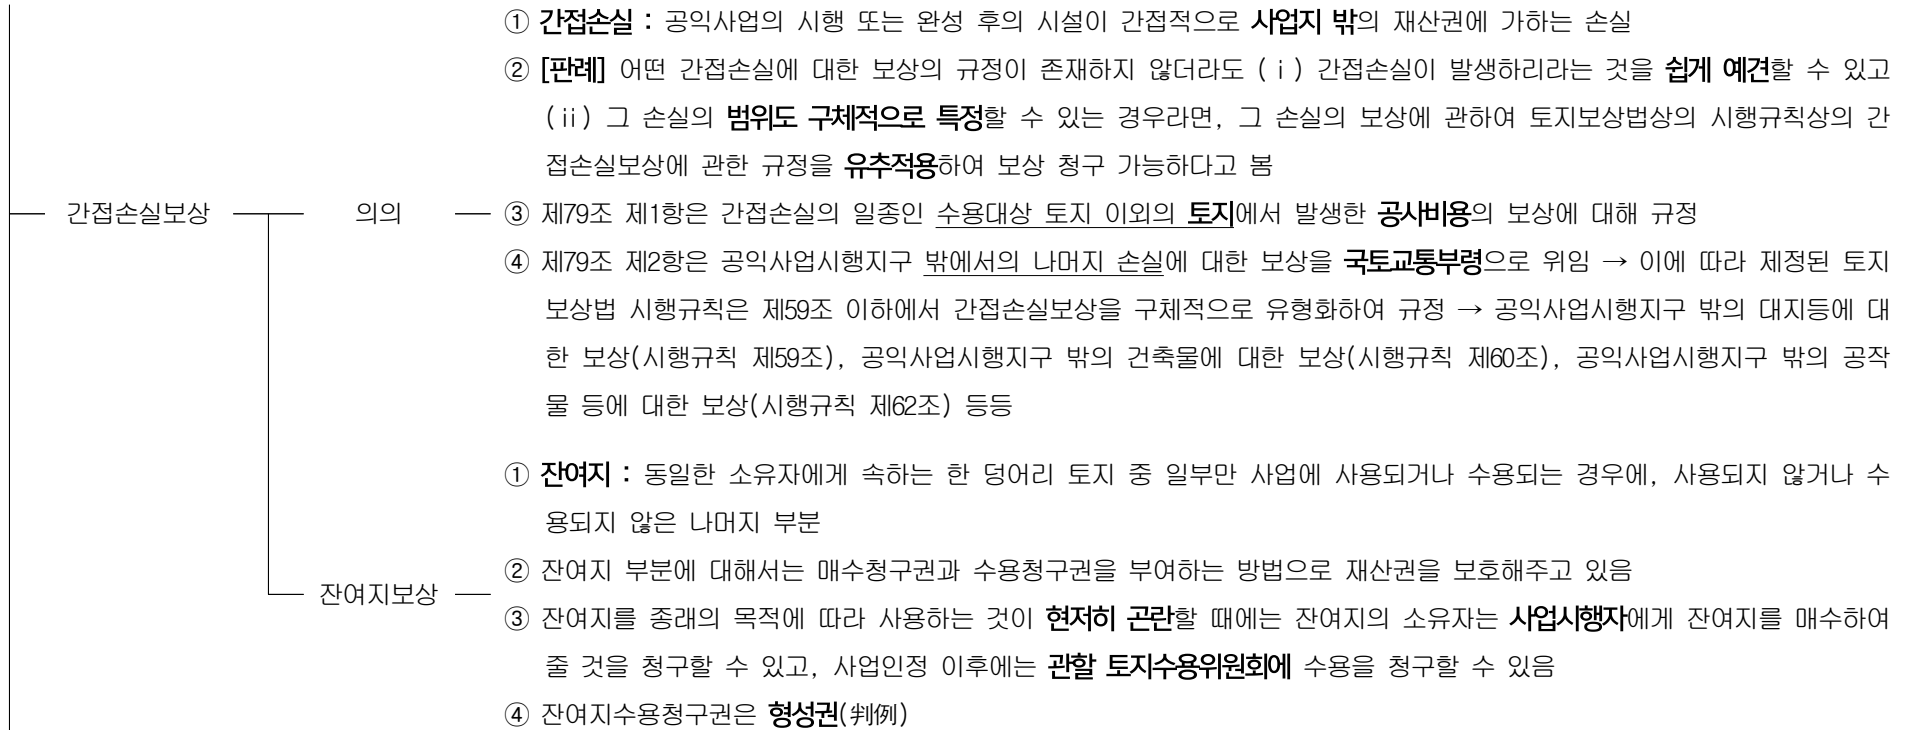 간접손실보상
의의
① 간접손실 : 공익사업의 시행 또는 완성 후의 시설이 간접적으로 사업지 밖의 재산권에 가하는 손실
② [판례] 어떤 간접손실에 대한 보상의 규정이 존재하지 않더라도 (ⅰ) 간접손실이 발생하리라는 것을 쉽게 예견할 수 있고
(ⅱ) 그 손실의 범위도 구체적으로 특정할 수 있는 경우라면, 그 손실의 보상에 관하여 토지보상법상의 시행규칙상의 간
접손실보상에 관한 규정을 유추적용하여 보상 청구 가능하다고 봄
③ 제79조 제1항은 간접손실의 일종인 수용대상 토지 이외의 토지에서 발생한 공사비용의 보상에 대해 규정
④ 제79조 제2항은 공익사업시행지구 밖에서의 나머지 손실에 대한 보상을 국토교통부령으로 위임 → 이에 따라 제정된 토지
보상법 시행규칙은 제59조 이하에서 간접손실보상을 구체적으로 유형화하여 규정 → 공익사업시행지구 밖의 대지등에 대
한 보상(시행규칙 제59조), 공익사업시행지구 밖의 건축물에 대한 보상(시행규칙 제60조), 공익사업시행지구 밖의 공작
물 등에 대한 보상(시행규칙 제62조) 등등
잔여지보상
① 잔여지 : 동일한 소유자에게 속하는 한 덩어리 토지 중 일부만 사업에 사용되거나 수용되는 경우에, 사용되지 않거나 수
용되지 않은 나머지 부분
② 잔여지 부분에 대해서는 매수청구권과 수용청구권을 부여하는 방법으로 재산권을 보호해주고 있음
③ 잔여지를 종래의 목적에 따라 사용하는 것이 현저히 곤란할 때에는 잔여지의 소유자는 사업시행자에게 잔여지를 매수하여
줄 것을 청구할 수 있고, 사업인정 이후에는 관할 토지수용위원회에 수용을 청구할 수 있음
④ 잔여지수용청구권은 형성권(判例)